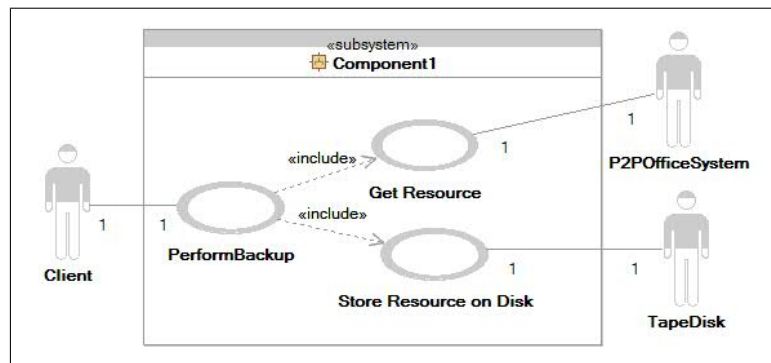 «subsystem»
Component1
«include»
1
1
P2POfficeSystem
Get Resource
«include»
1
1
Client
PerformBackup
1
1
Store Resource on Disk
TapeDisk